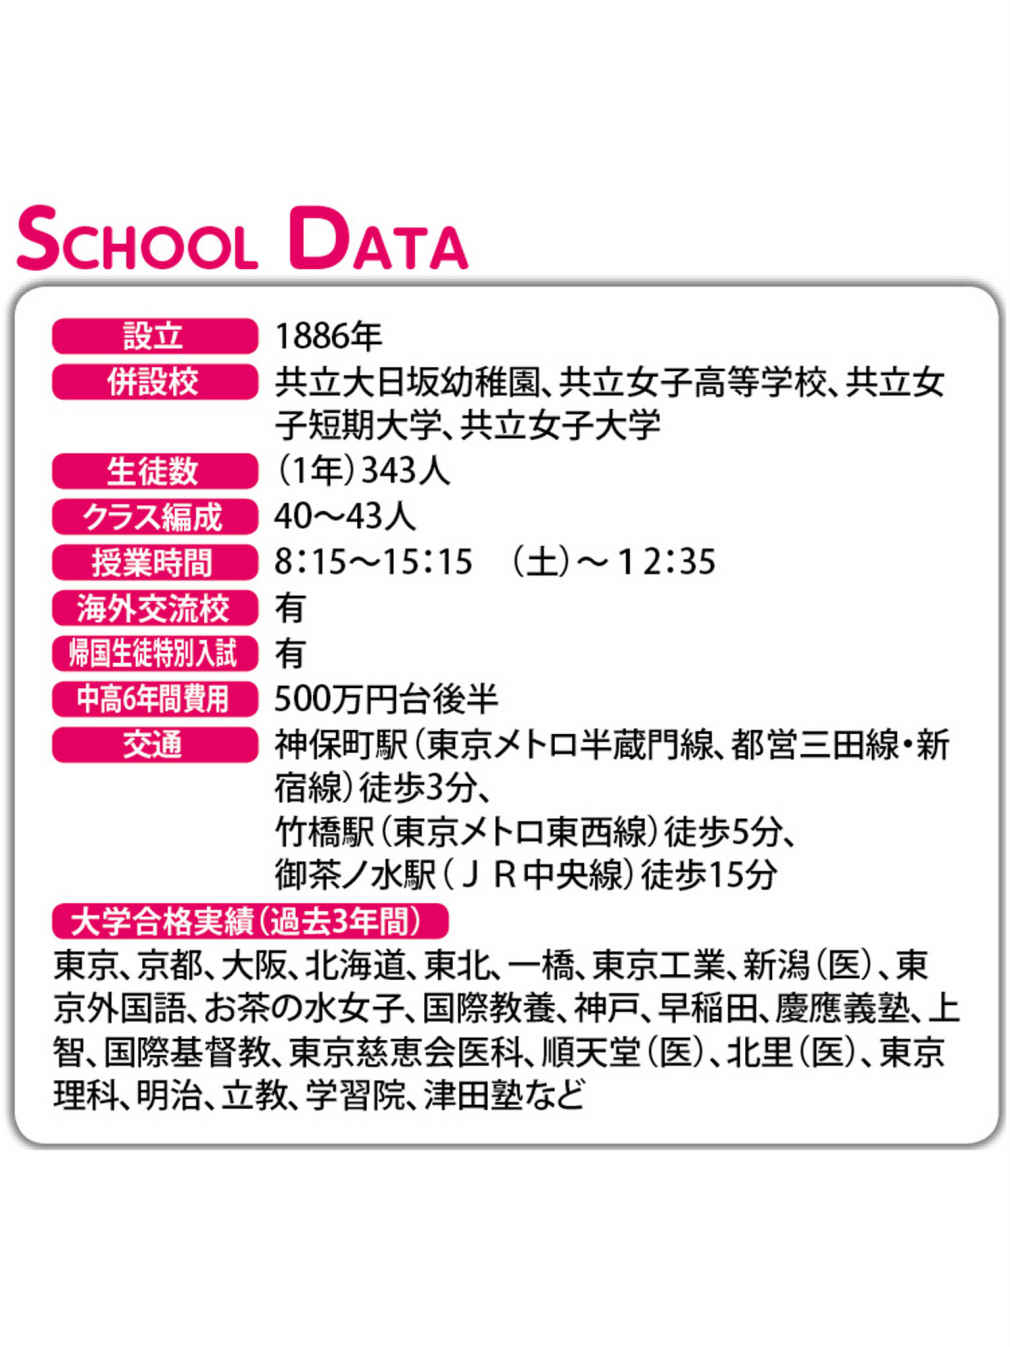 SCHOOL DATA
設立 1886年
併設校 共立大日坂幼稚園、共立女子高等学校、共立女
子短期大学、共立女子大学
生徒数 (1年)343人
クラス編成 40〜43人
授業時間 8:15〜15:15 (土)〜12:35
海外交流校 有
帰国生徒特別入試 有
中高6年間費用 500万円台後半
交通 神保町駅(東京メトロ半蔵門線、都営三田線・新
宿線)徒歩3分、
竹橋駅(東京メトロ東西線)徒歩5分、
御茶ノ水駅(JR中央線)徒歩15分
大学合格実績(過去3年間)
東京、京都、大阪、北海道、東北、一橋、東京工業、新潟(医)、東
京外国語、お茶の水女子、国際教養、神戸、早稲田、慶應義塾、上
智、国際基督教、東京慈恵会医科、順天堂(医)、北里(医)、東京
理科、明治、立教、学習院、津田塾など